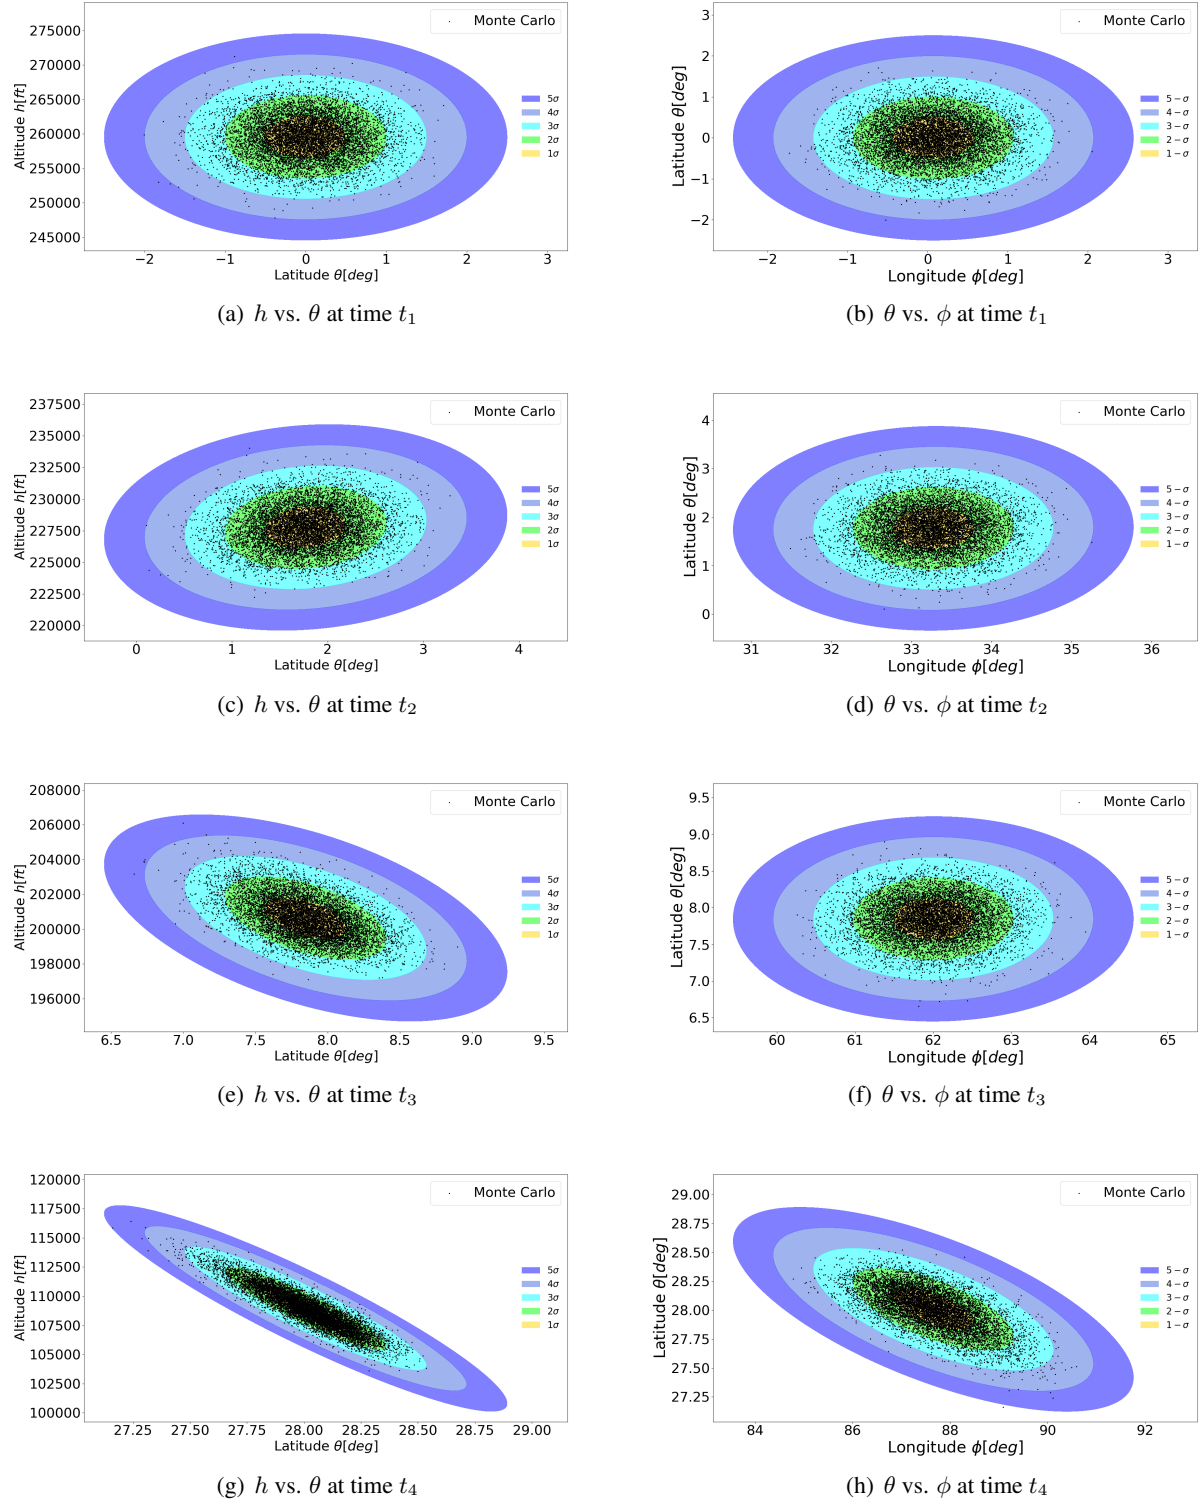 Monte Carlo
275000
270000
265000
260000
255000
250000
245000
Altitude h[ft]
−2 −1 0 1 2 3
Latitude θ[deg]
5σ
4σ
3σ
2σ
1σ
(a) h vs. θ at time t₁
Monte Carlo
3
2
1
0
−1
−2
Latitude θ[deg]
−2 −1 0 1 2 3
Longitude ϕ[deg]
5 − σ
4 − σ
3 − σ
2 − σ
1 − σ
(b) θ vs. ϕ at time t₁
Monte Carlo
237500
235000
232500
230000
227500
225000
222500
220000
Altitude h[ft]
0 1 2 3 4
Latitude θ[deg]
5σ
4σ
3σ
2σ
1σ
(c) h vs. θ at time t₂
Monte Carlo
4
3
2
1
0
Latitude θ[deg]
31 32 33 34 35 36
Longitude ϕ[deg]
5 − σ
4 − σ
3 − σ
2 − σ
1 − σ
(d) θ vs. ϕ at time t₂
Monte Carlo
208000
206000
204000
202000
200000
198000
196000
Altitude h[ft]
6.5 7.0 7.5 8.0 8.5 9.0 9.5
Latitude θ[deg]
5σ
4σ
3σ
2σ
1σ
(e) h vs. θ at time t₃
Monte Carlo
9.5
9.0
8.5
8.0
7.5
7.0
6.5
Latitude θ[deg]
60 61 62 63 64 65
Longitude ϕ[deg]
5 − σ
4 − σ
3 − σ
2 − σ
1 − σ
(f) θ vs. ϕ at time t₃
Monte Carlo
120000
117500
115000
112500
110000
107500
105000
102500
100000
Altitude h[ft]
27.25 27.50 27.75 28.00 28.25 28.50 28.75 29.00
Latitude θ[deg]
5σ
4σ
3σ
2σ
1σ
(g) h vs. θ at time t₄
Monte Carlo
29.00
28.75
28.50
28.25
28.00
27.75
27.50
27.25
Latitude θ[deg]
84 86 88 90 92
Longitude ϕ[deg]
5 − σ
4 − σ
3 − σ
2 − σ
1 − σ
(h) θ vs. ϕ at time t₄